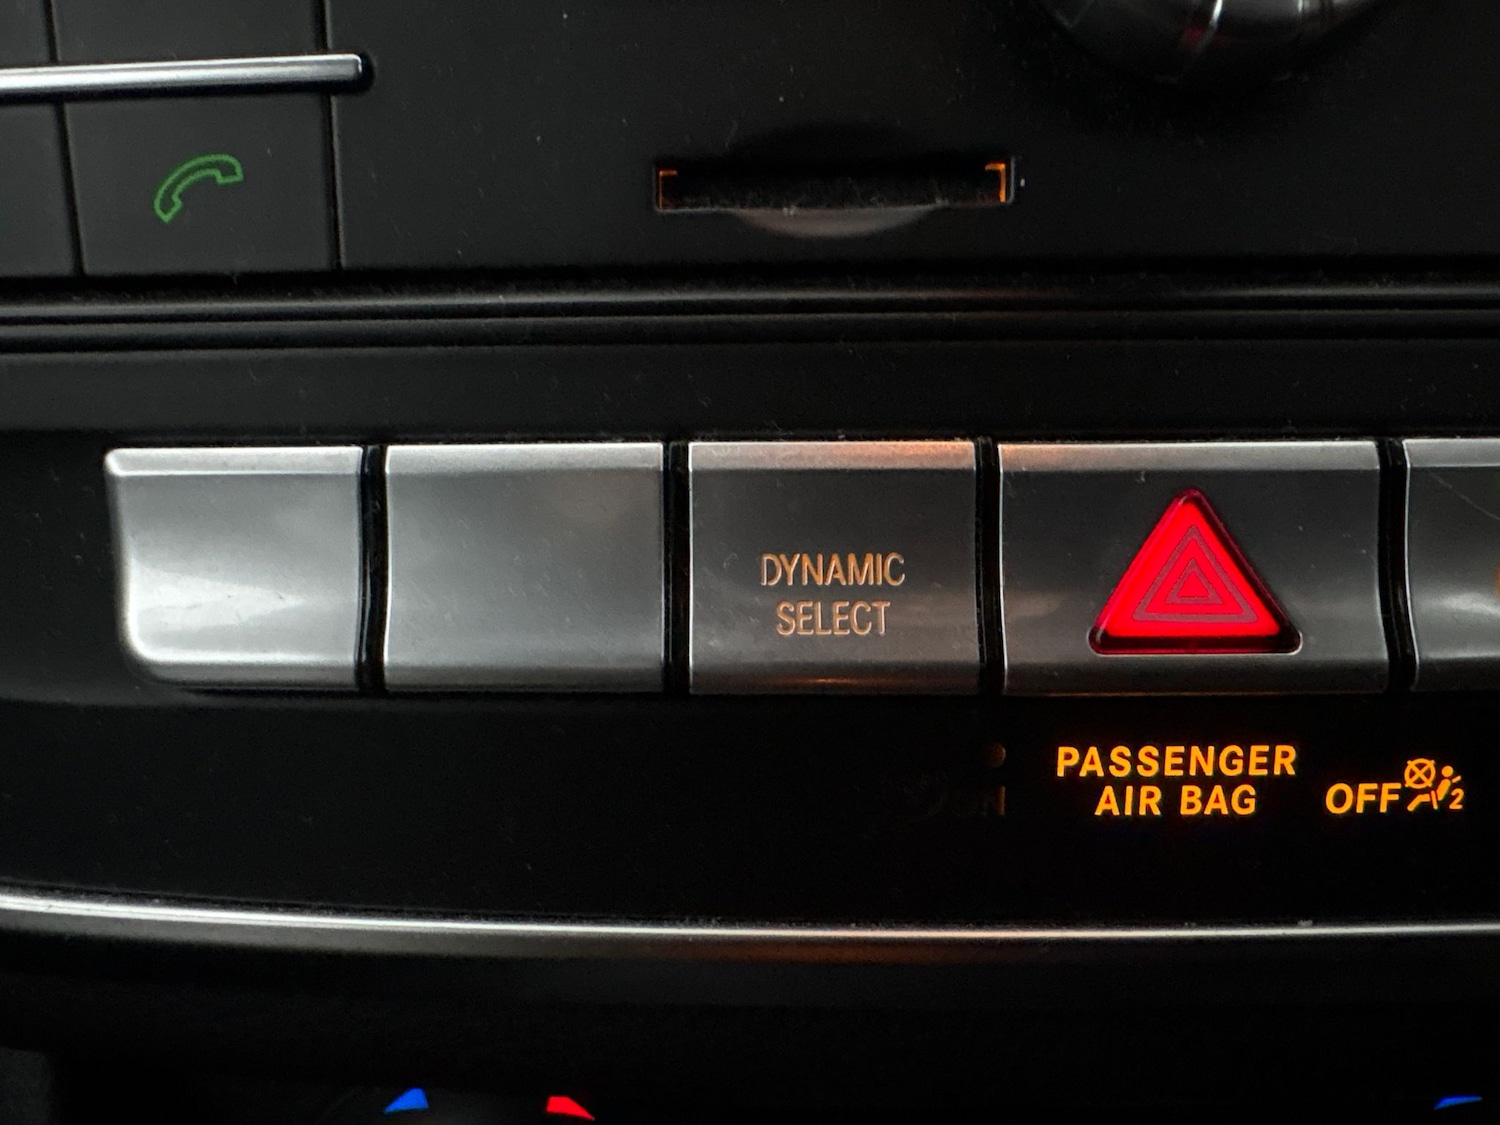 DYNAMIC
SELECT
PASSENGER
AIR BAG
OFF
2